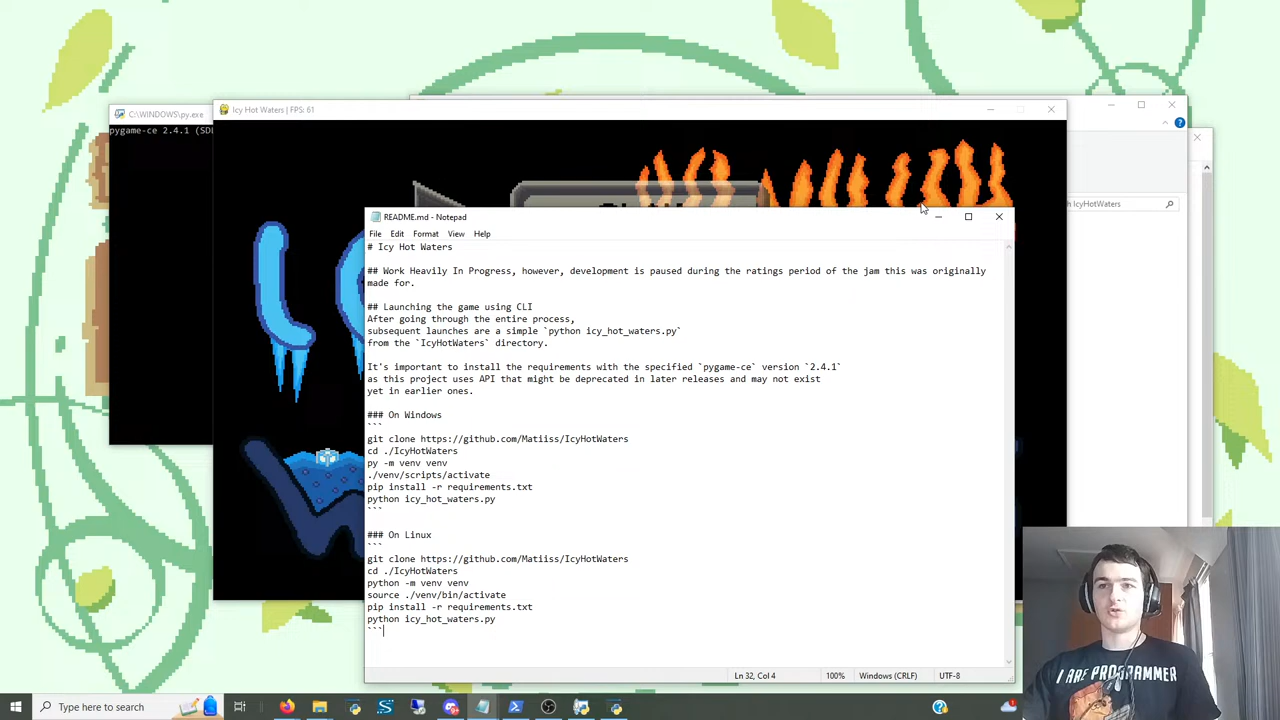 C:\WINDOWS\py.exe
pygame-ce 2.4.1 (SDL
Icy Hot Waters | FPS: 61
IcyHotWaters
README.md - Notepad
File Edit Format View Help
# Icy Hot Waters
## Work Heavily In Progress, however, development is paused during the ratings period of the jam this was originally
made for.
## Launching the game using CLI
After going through the entire process,
subsequent launches are a simple `python icy_hot_waters.py`
from the `IcyHotWaters` directory.
It's important to install the requirements with the specified `pygame-ce` version `2.4.1`
as this project uses API that might be deprecated in later releases and may not exist
yet in earlier ones.
### On Windows
```
git clone https://github.com/Matiiss/IcyHotWaters
cd ./IcyHotWaters
py -m venv venv
./venv/scripts/activate
pip install -r requirements.txt
python icy_hot_waters.py
```
### On Linux
```
git clone https://github.com/Matiiss/IcyHotWaters
cd ./IcyHotWaters
python -m venv venv
source ./venv/bin/activate
pip install -r requirements.txt
python icy_hot_waters.py
```
Ln 32, Col 4 100% Windows (CRLF) UTF-8
I ARE PROGRAMMER
Type here to search